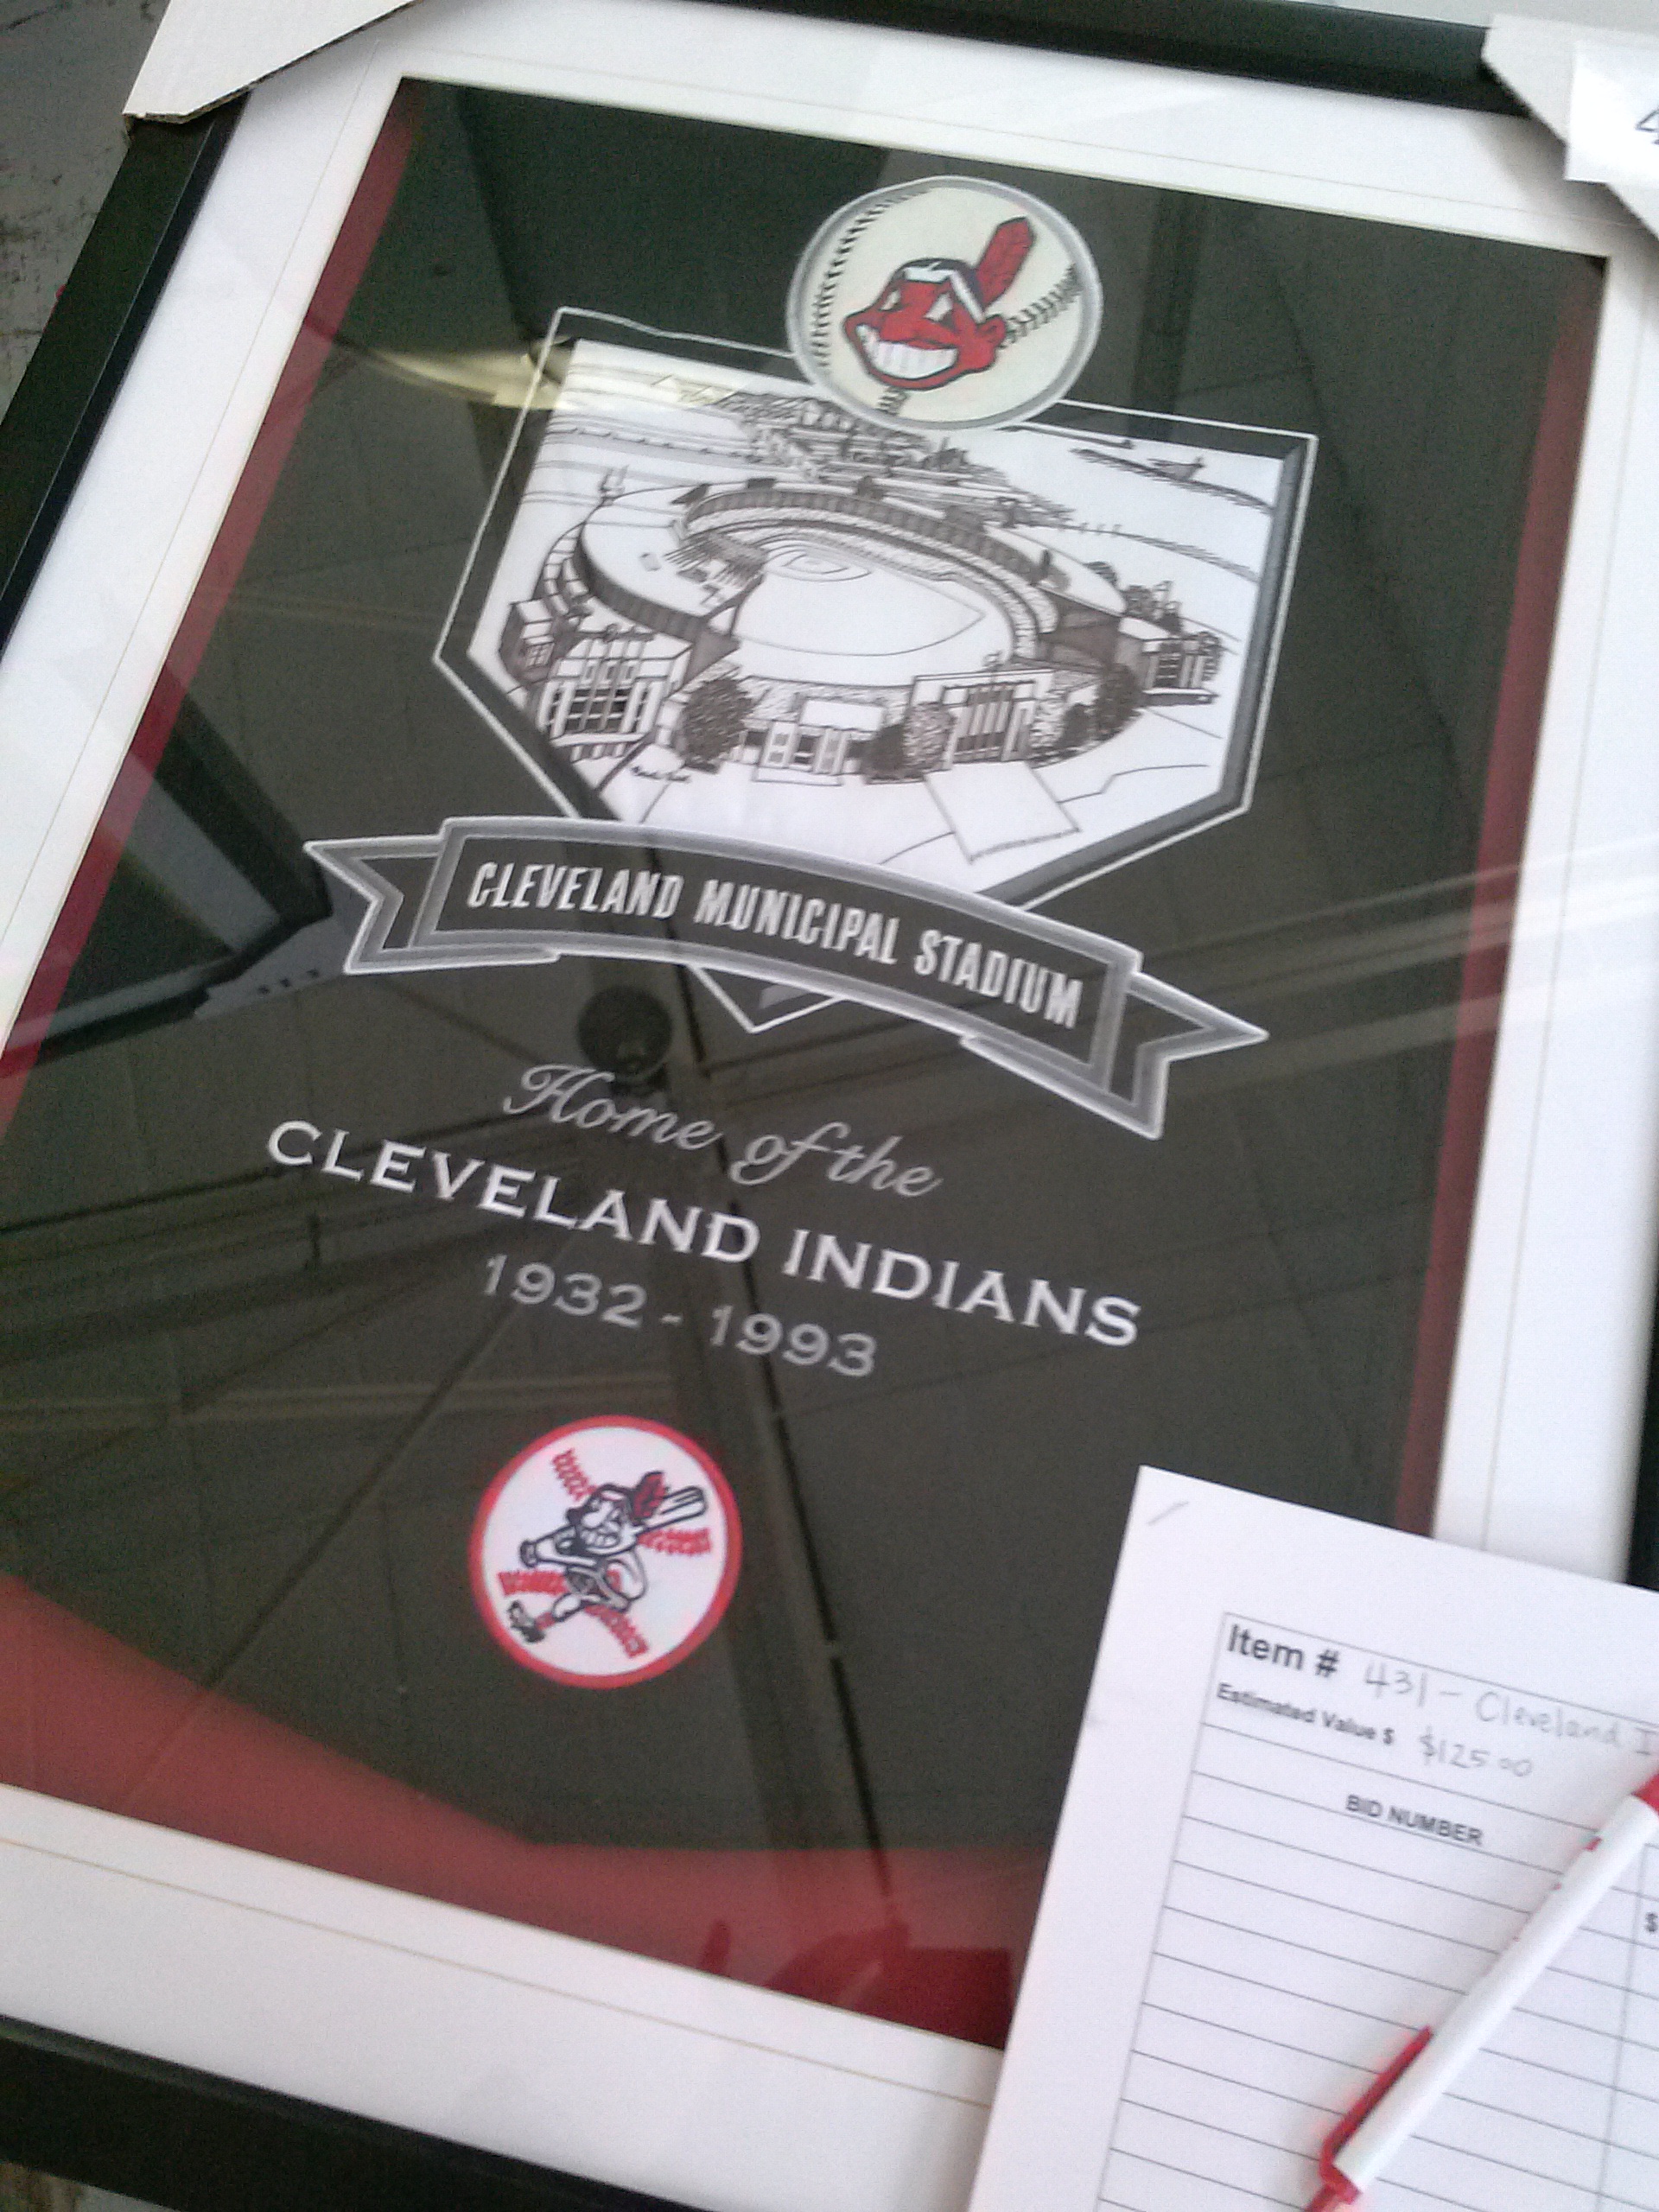 4
CLEVELAND MUNICIPAL STADIUM
Home of the
CLEVELAND INDIANS
1932 - 1993
Item # 431 - Cleveland I
Estimated Value $ $125.00
BID NUMBER
$